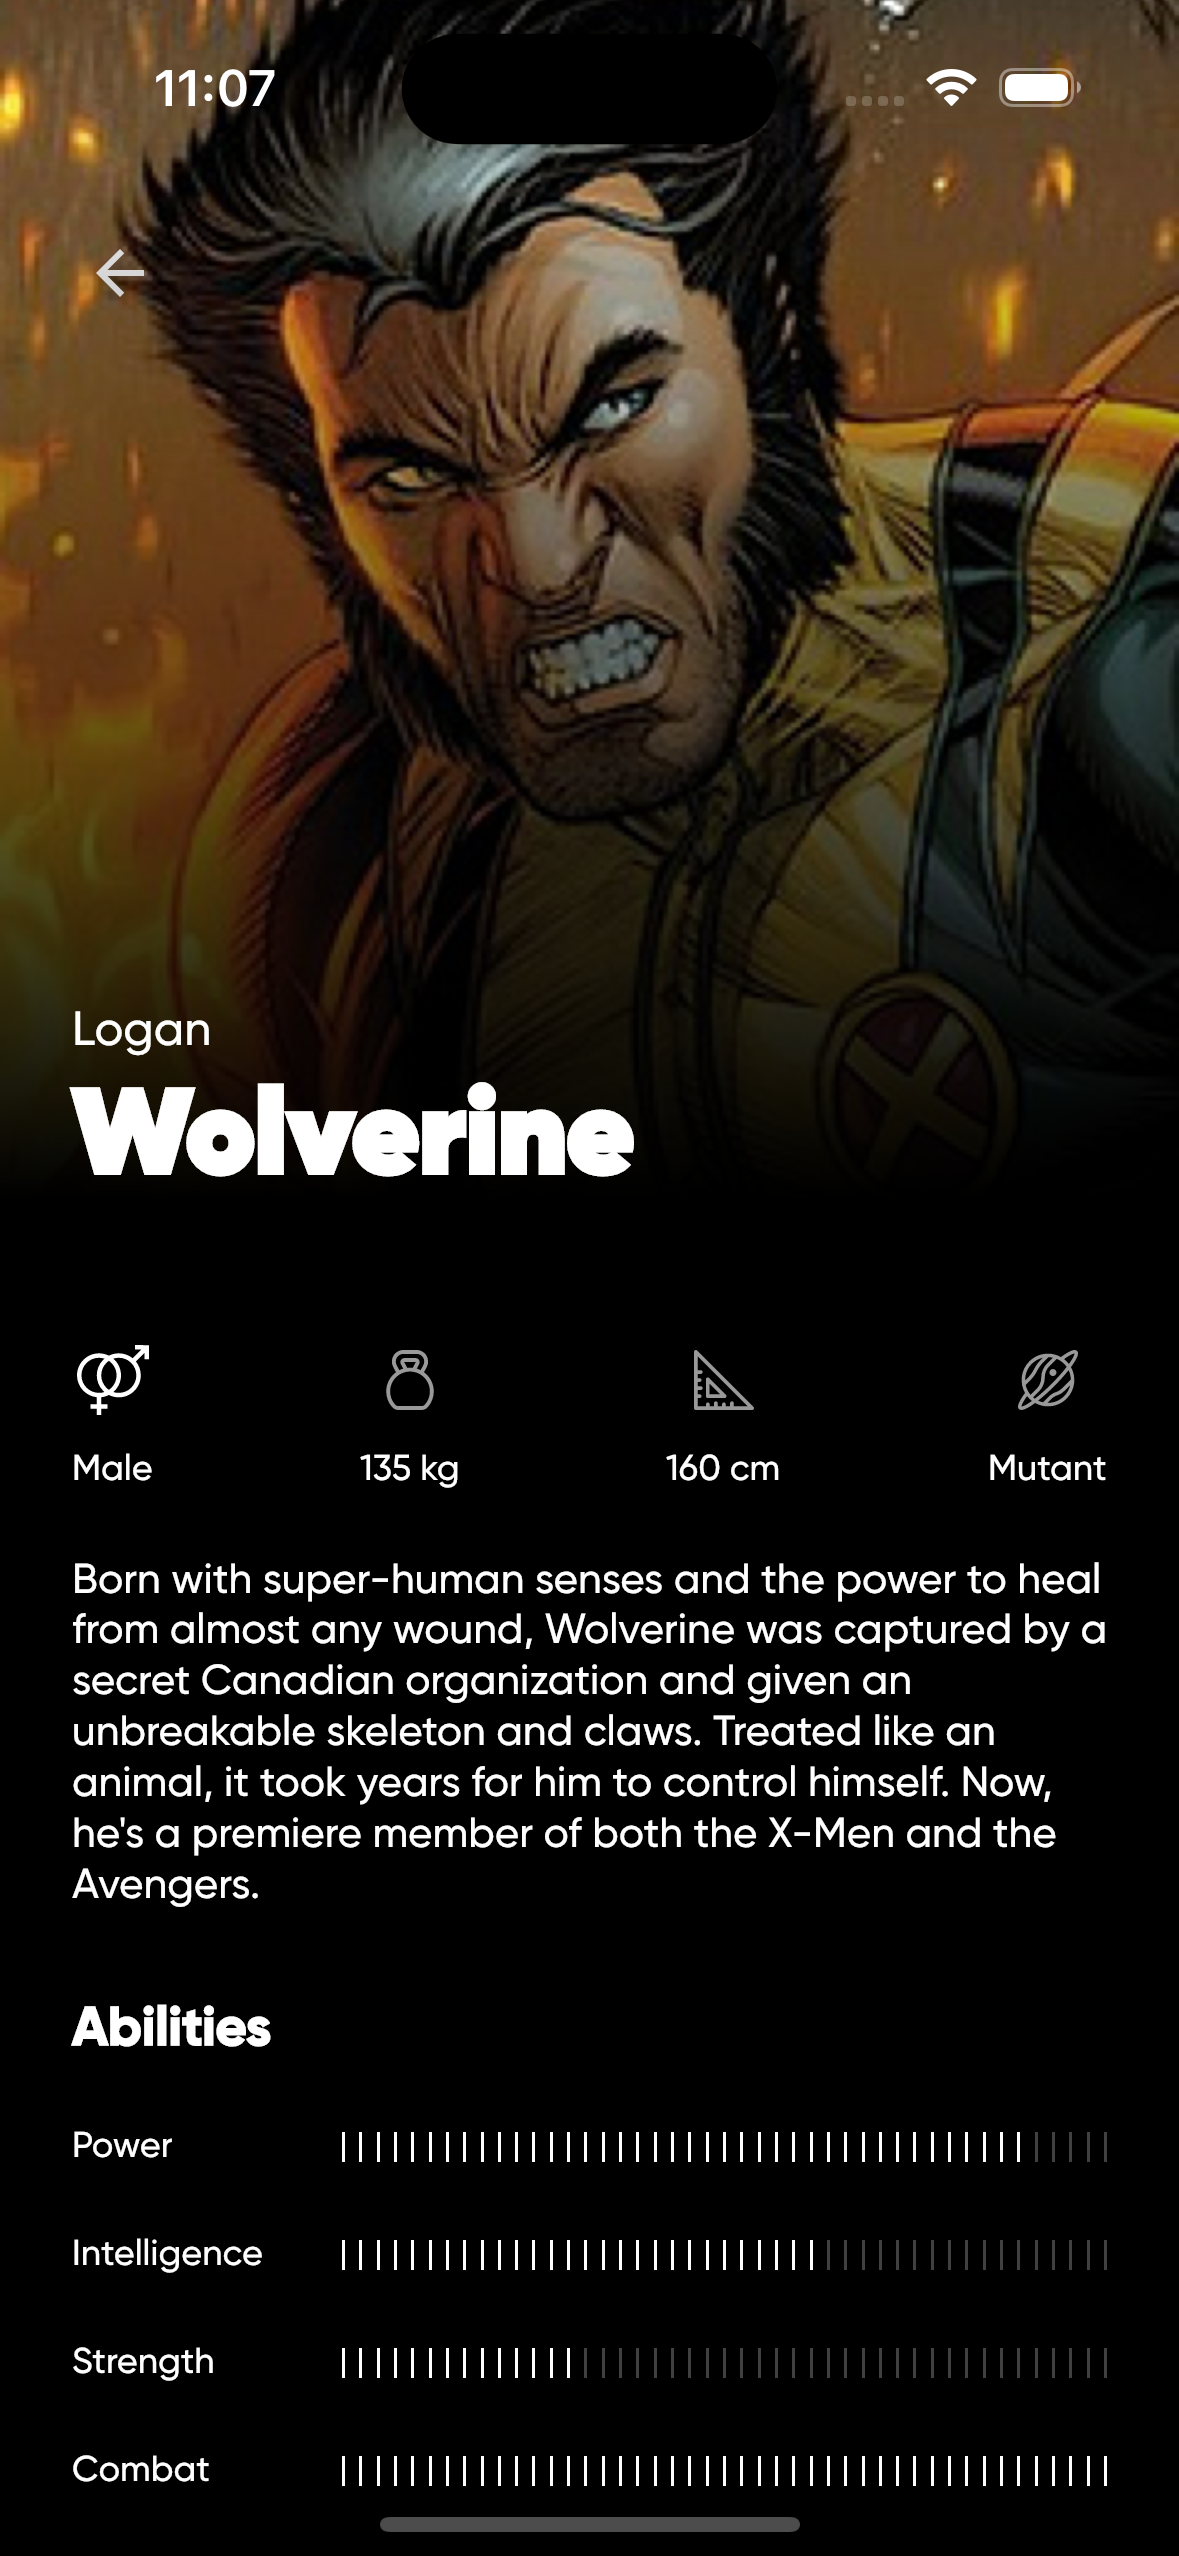 11:07
Logan
Wolverine
Male
135 kg
160 cm
Mutant
Born with super-human senses and the power to heal
from almost any wound, Wolverine was captured by a
secret Canadian organization and given an
unbreakable skeleton and claws. Treated like an
animal, it took years for him to control himself. Now,
he's a premiere member of both the X-Men and the
Avengers.
Abilities
Power
Intelligence
Strength
Combat